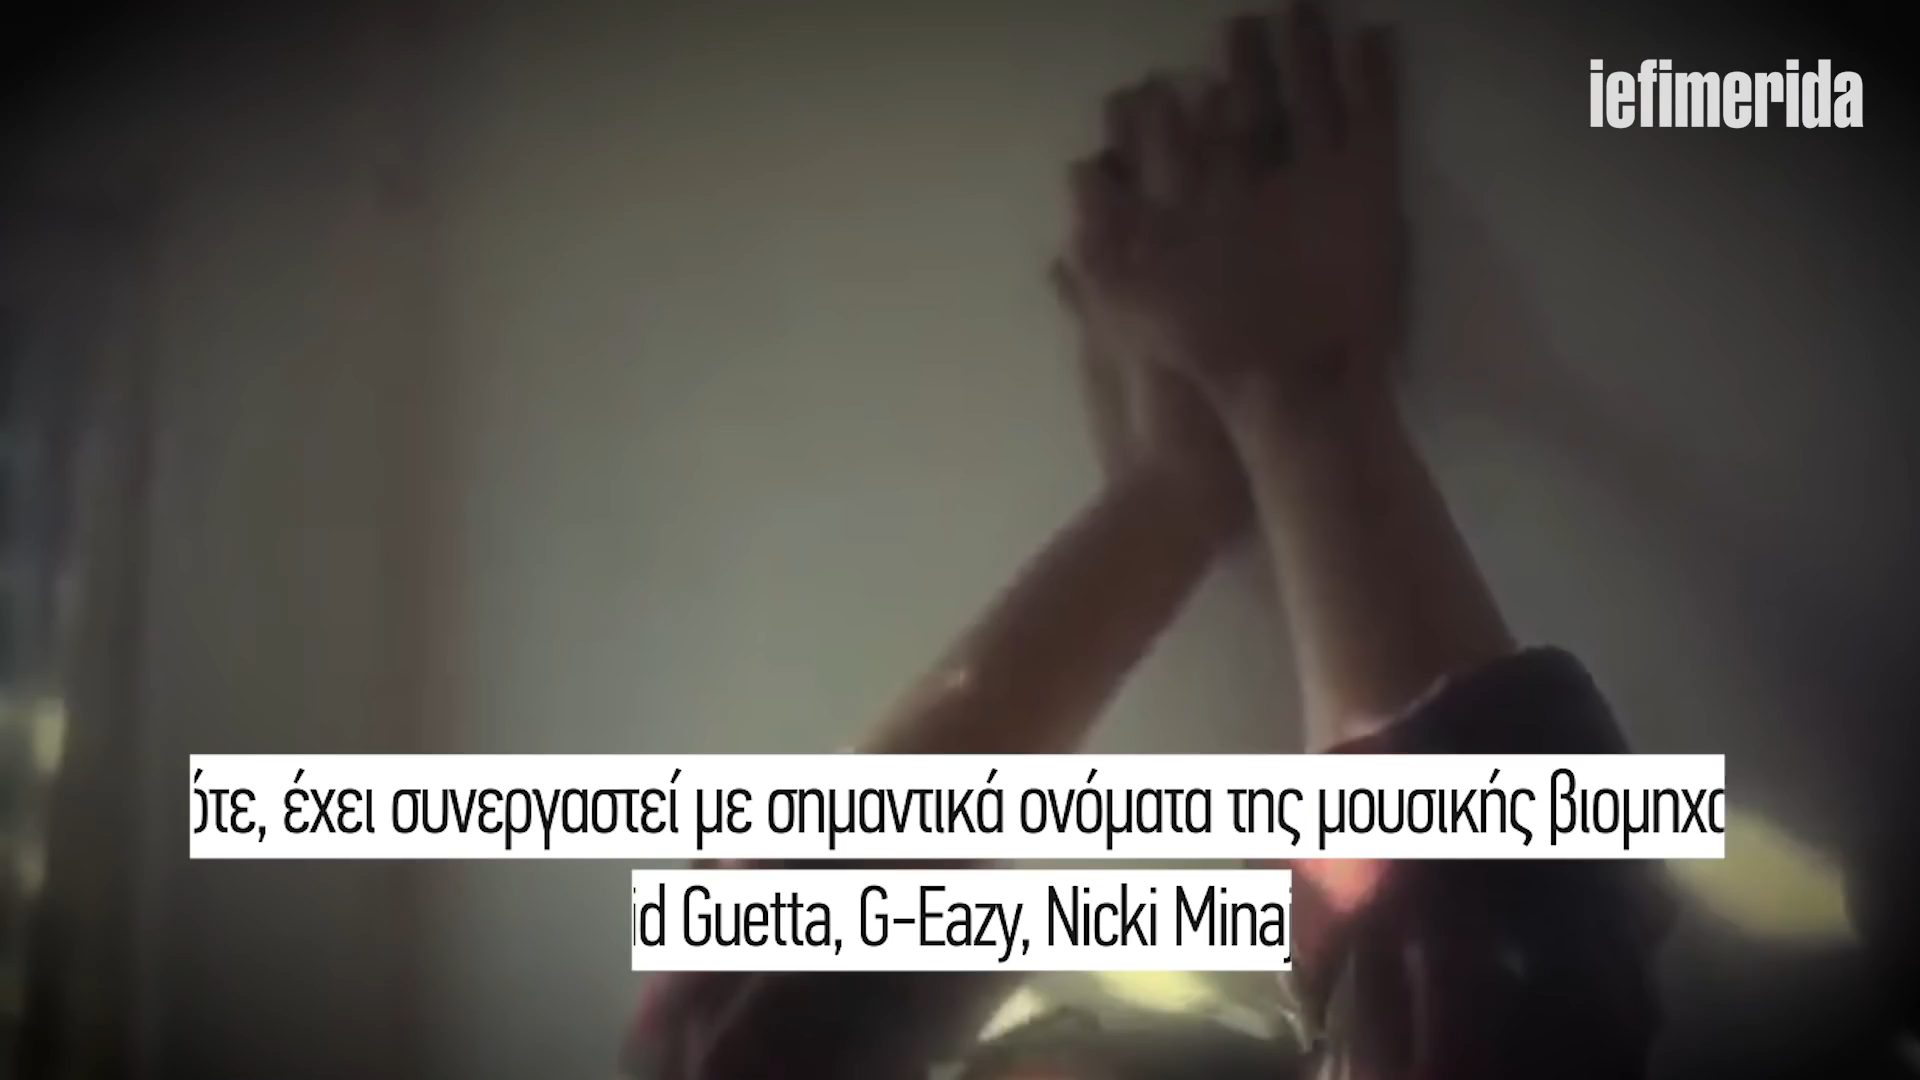 iefimerida
ότε, έχει συνεργαστεί με σημαντικά ονόματα της μουσικής βιομηχα
id Guetta, G-Eazy, Nicki Minaj